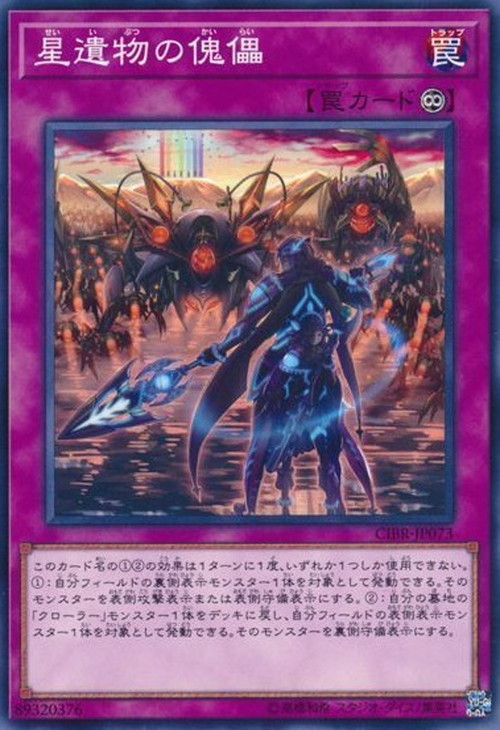 星遺物の傀儡
罠
【罠カード】
CIBR-JP073
このカード名の①②の効果は1ターンに1度、いずれか1つしか使用できない。
①：自分フィールドの裏側表示モンスター1体を対象として発動できる。その
モンスターを表側攻撃表示または表側守備表示にする。②：自分の墓地の
「クローラー」モンスター1体をデッキに戻し、自分フィールドの表側表示モン
スター1体を対象として発動できる。そのモンスターを裏側守備表示にする。
89320376
©高橋和希 スタジオ・ダイス/集英社